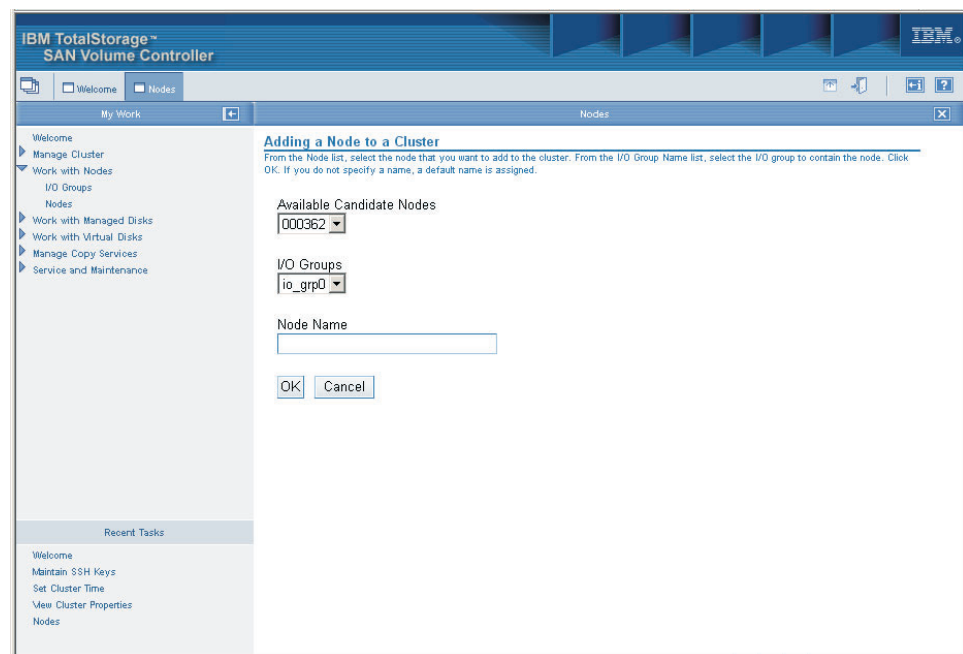 IBM TotalStorage ™
SAN Volume Controller
IBM®
Welcome
Nodes
My Work
Nodes
Welcome
Manage Cluster
Work with Nodes
I/O Groups
Nodes
Work with Managed Disks
Work with Virtual Disks
Manage Copy Services
Service and Maintenance
Adding a Node to a Cluster
From the Node list, select the node that you want to add to the cluster. From the I/O Group Name list, select the I/O group to contain the node. Click
OK. If you do not specify a name, a default name is assigned.
Available Candidate Nodes
000362
I/O Groups
io_grp0
Node Name
OK Cancel
Recent Tasks
Welcome
Maintain SSH Keys
Set Cluster Time
View Cluster Properties
Nodes